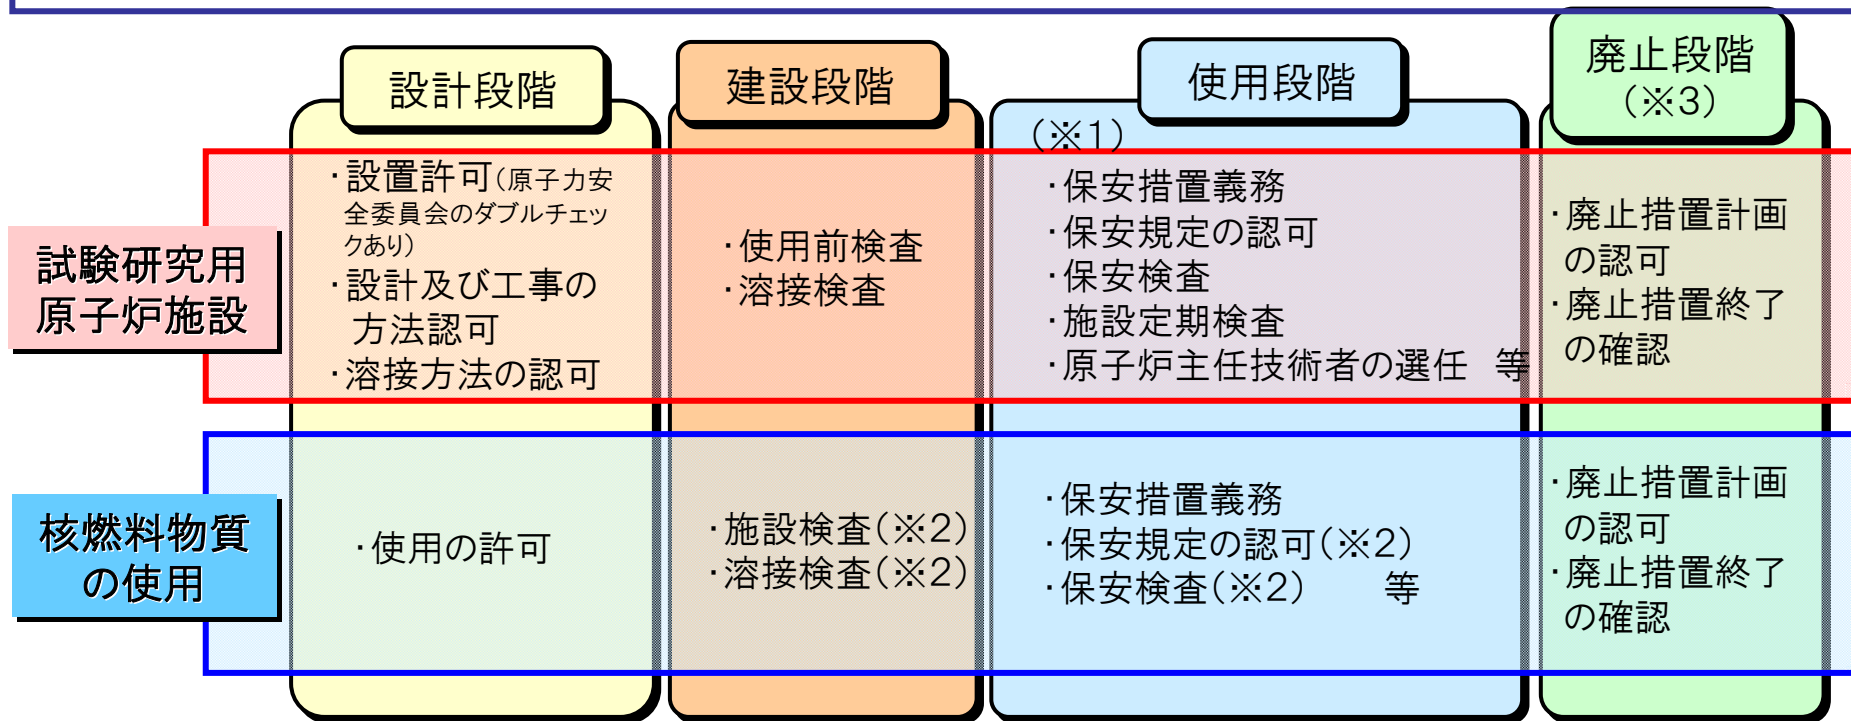 設計段階
建設段階
使用段階
廃止段階
(※3)
(※1)
試験研究用
原子炉施設
・設置許可(原子力安
全委員会のダブルチェッ
クあり)
・設計及び工事の
方法認可
・溶接方法の認可
・使用前検査
・溶接検査
・保安措置義務
・保安規定の認可
・保安検査
・施設定期検査
・原子炉主任技術者の選任 等
・廃止措置計画
の認可
・廃止措置終了
の確認
核燃料物質
の使用
・使用の許可
・施設検査(※2)
・溶接検査(※2)
・保安措置義務
・保安規定の認可(※2)
・保安検査(※2) 等
・廃止措置計画
の認可
・廃止措置終了
の確認